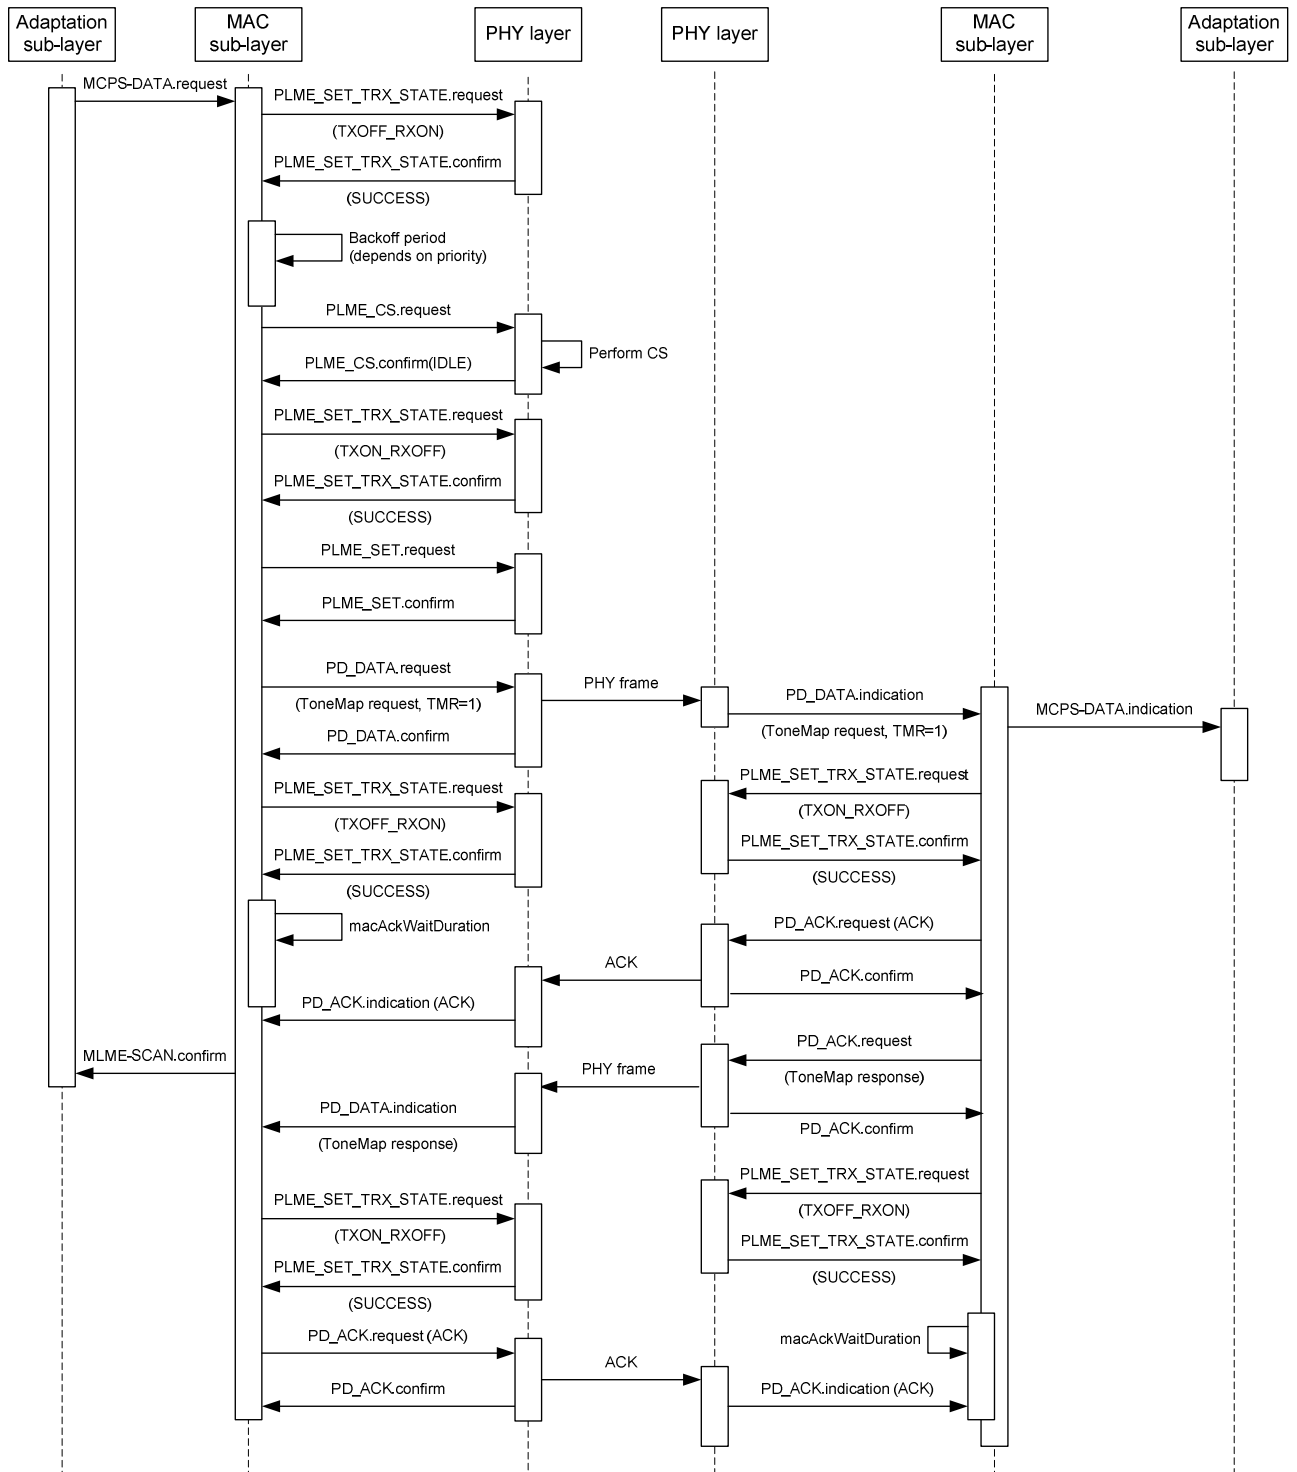 Adaptation
sub-layer
MAC
sub-layer
PHY layer
PHY layer
MAC
sub-layer
Adaptation
sub-layer
MCPS-DATA.request
PLME_SET_TRX_STATE.request
(TXOFF_RXON)
PLME_SET_TRX_STATE.confirm
(SUCCESS)
Backoff period
(depends on priority)
PLME_CS.request
Perform CS
PLME_CS.confirm(IDLE)
PLME_SET_TRX_STATE.request
(TXON_RXOFF)
PLME_SET_TRX_STATE.confirm
(SUCCESS)
PLME_SET.request
PLME_SET.confirm
PD_DATA.request
(ToneMap request, TMR=1)
PHY frame
PD_DATA.indication
(ToneMap request, TMR=1)
MCPS-DATA.indication
PD_DATA.confirm
PLME_SET_TRX_STATE.request
(TXON_RXOFF)
PLME_SET_TRX_STATE.request
(TXOFF_RXON)
PLME_SET_TRX_STATE.confirm
(SUCCESS)
PLME_SET_TRX_STATE.confirm
(SUCCESS)
macAckWaitDuration
PD_ACK.request (ACK)
ACK
PD_ACK.confirm
PD_ACK.indication (ACK)
PD_ACK.request
(ToneMap response)
MLME-SCAN.confirm
PHY frame
PD_DATA.indication
(ToneMap response)
PD_ACK.confirm
PLME_SET_TRX_STATE.request
(TXOFF_RXON)
PLME_SET_TRX_STATE.request
(TXON_RXOFF)
PLME_SET_TRX_STATE.confirm
(SUCCESS)
PLME_SET_TRX_STATE.confirm
(SUCCESS)
PD_ACK.request (ACK)
macAckWaitDuration
ACK
PD_ACK.confirm
PD_ACK.indication (ACK)